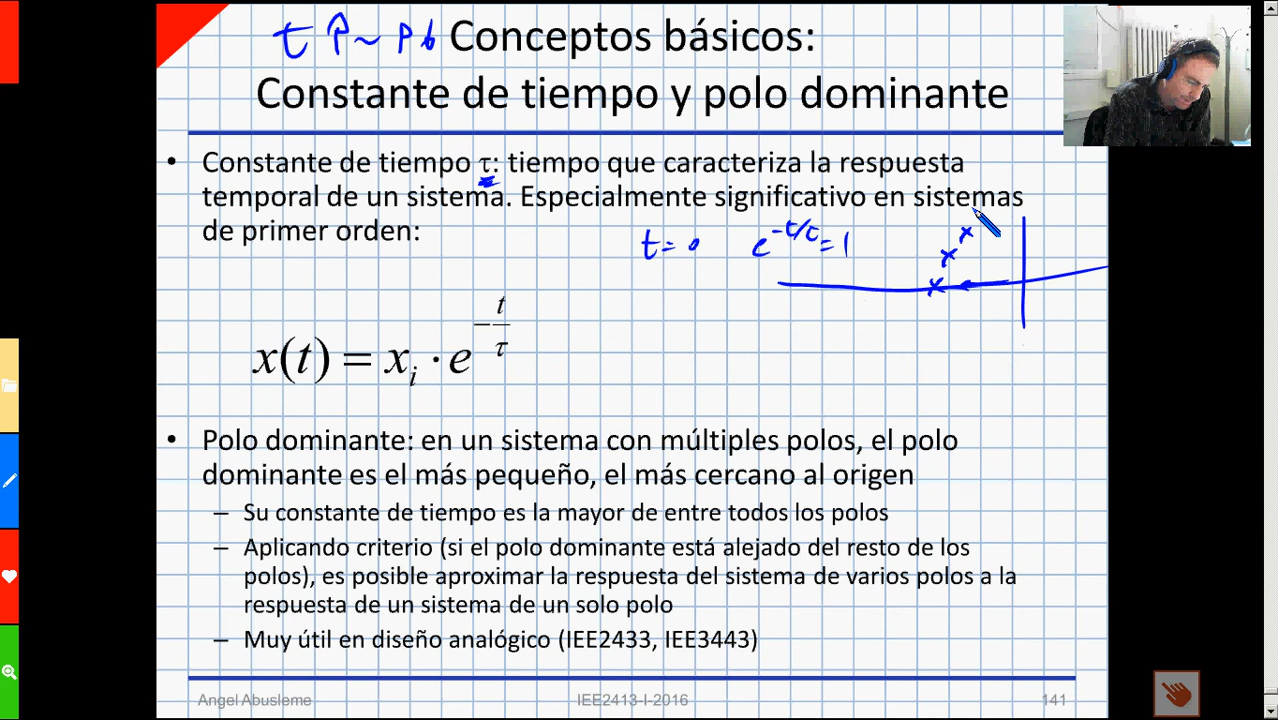 Conceptos básicos:
Constante de tiempo y polo dominante
• Constante de tiempo τ: tiempo que caracteriza la respuesta
temporal de un sistema. Especialmente significativo en sistemas
de primer orden:
t = 0 e^{-t/τ} = 1
x(t) = x_i · e^{-t/τ}
• Polo dominante: en un sistema con múltiples polos, el polo
dominante es el más pequeño, el más cercano al origen
– Su constante de tiempo es la mayor de entre todos los polos
– Aplicando criterio (si el polo dominante está alejado del resto de los
polos), es posible aproximar la respuesta del sistema de varios polos a la
respuesta de un sistema de un solo polo
– Muy útil en diseño analógico (IEE2433, IEE3443)
Angel Abusleme IEE2413-I-2016 141